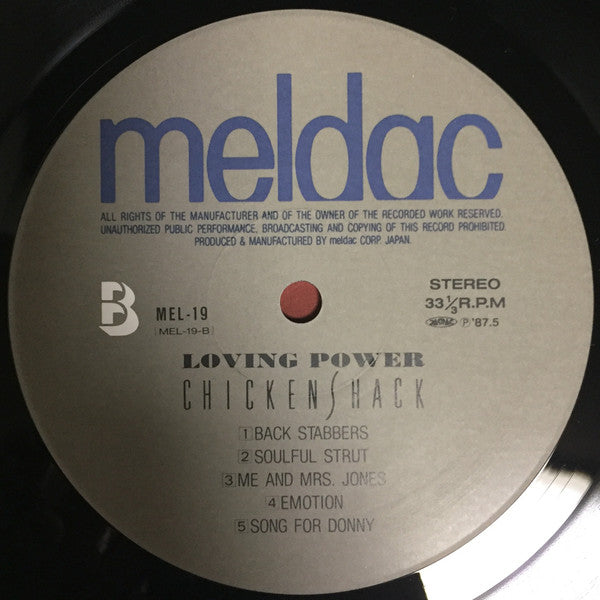 meldac
ALL RIGHTS OF THE MANUFACTURER AND OF THE OWNER OF THE RECORDED WORK RESERVED.
UNAUTHORIZED PUBLIC PERFORMANCE, BROADCASTING AND COPYING OF THIS RECORD PROHIBITED.
PRODUCED & MANUFACTURED BY meldac CORP. JAPAN.
B
MEL-19
[MEL-19-B]
STEREO
33⅓R.P.M
Ⓟ'87.5
LOVING POWER
CHICKENSHACK
1 BACK STABBERS
2 SOULFUL STRUT
3 ME AND MRS. JONES
4 EMOTION
5 SONG FOR DONNY